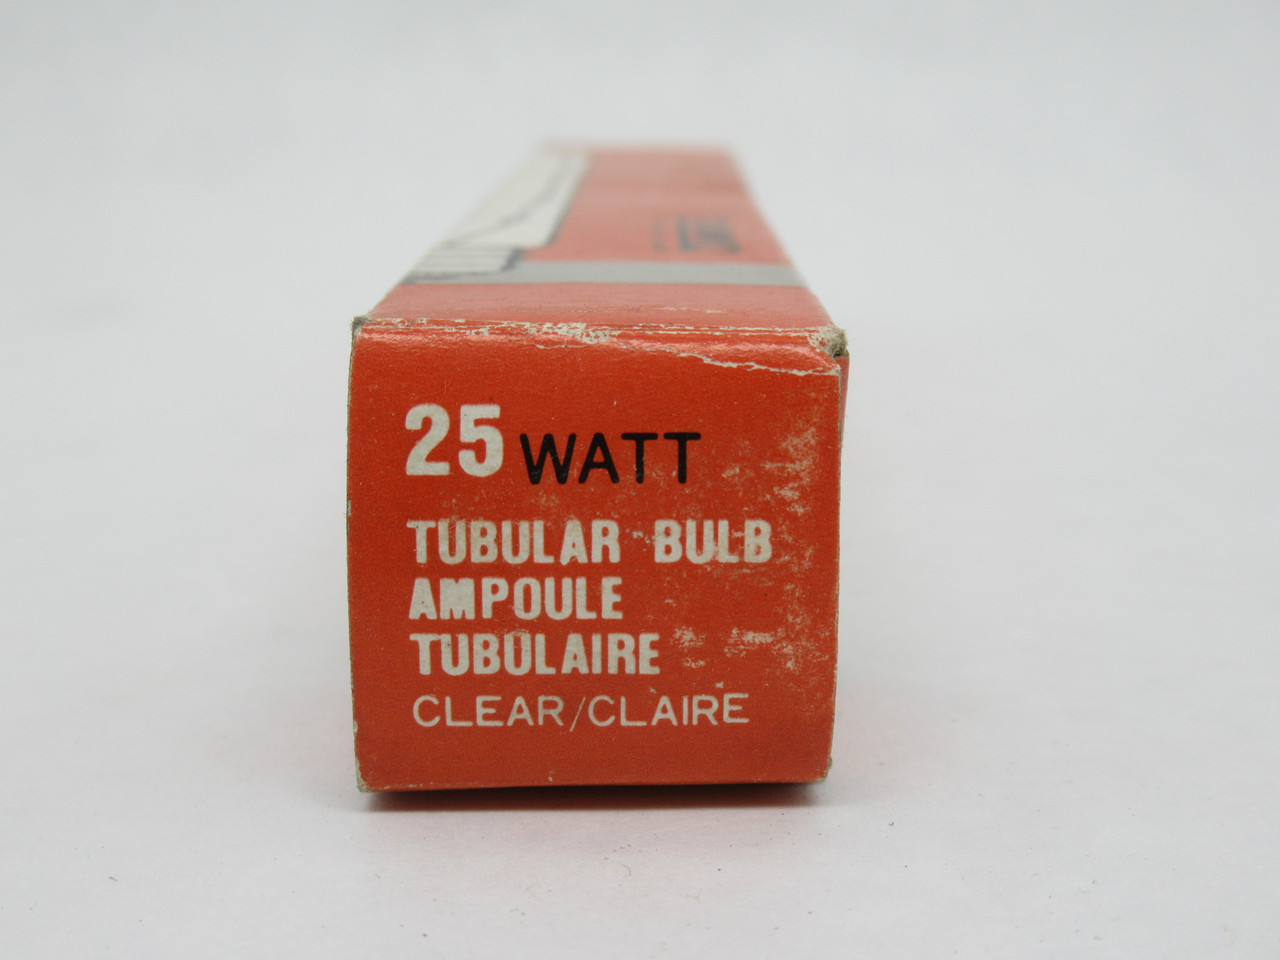 25 WATT
TUBULAR BULB
AMPOULE
TUBULAIRE
CLEAR/CLAIRE